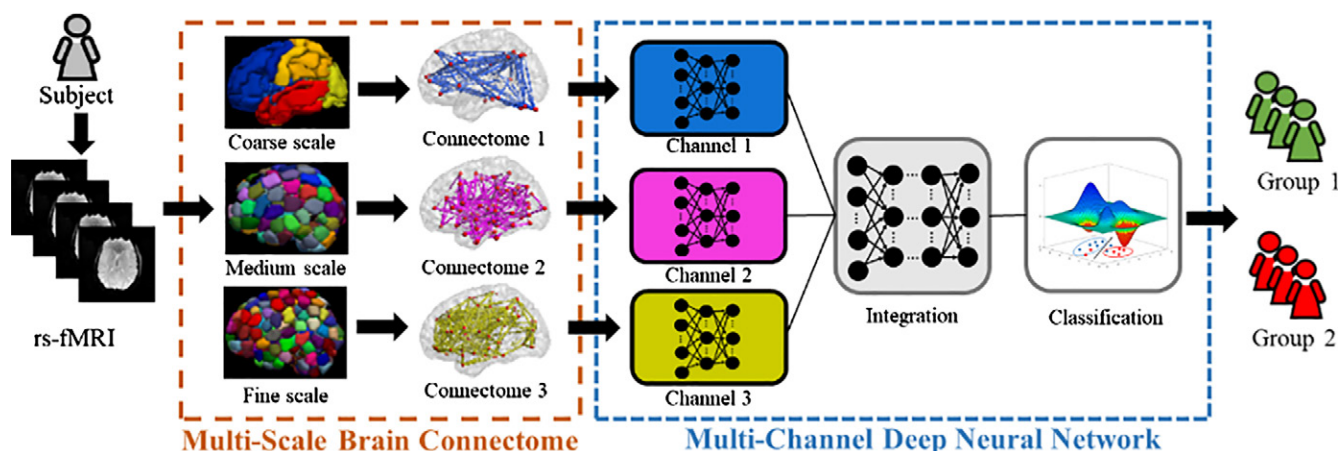 Subject
rs-fMRI
Coarse scale
Connectome 1
Medium scale
Connectome 2
Fine scale
Connectome 3
Multi-Scale Brain Connectome
Channel 1
Channel 2
Channel 3
Integration
Classification
Multi-Channel Deep Neural Network
Group 1
Group 2